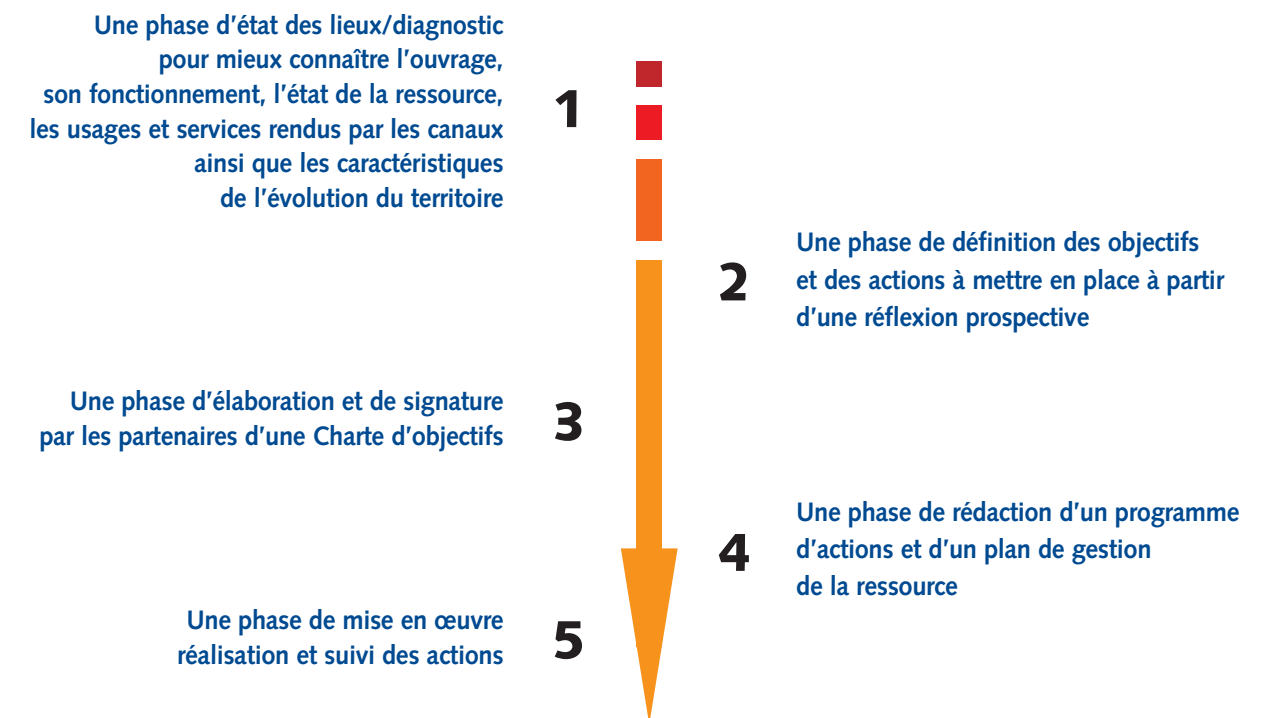 Une phase d'état des lieux/diagnostic
pour mieux connaître l'ouvrage,
son fonctionnement, l'état de la ressource,
les usages et services rendus par les canaux
ainsi que les caractéristiques
de l'évolution du territoire
1
2
Une phase de définition des objectifs
et des actions à mettre en place à partir
d'une réflexion prospective
Une phase d'élaboration et de signature
par les partenaires d'une Charte d'objectifs
3
4
Une phase de rédaction d'un programme
d'actions et d'un plan de gestion
de la ressource
Une phase de mise en œuvre
réalisation et suivi des actions
5